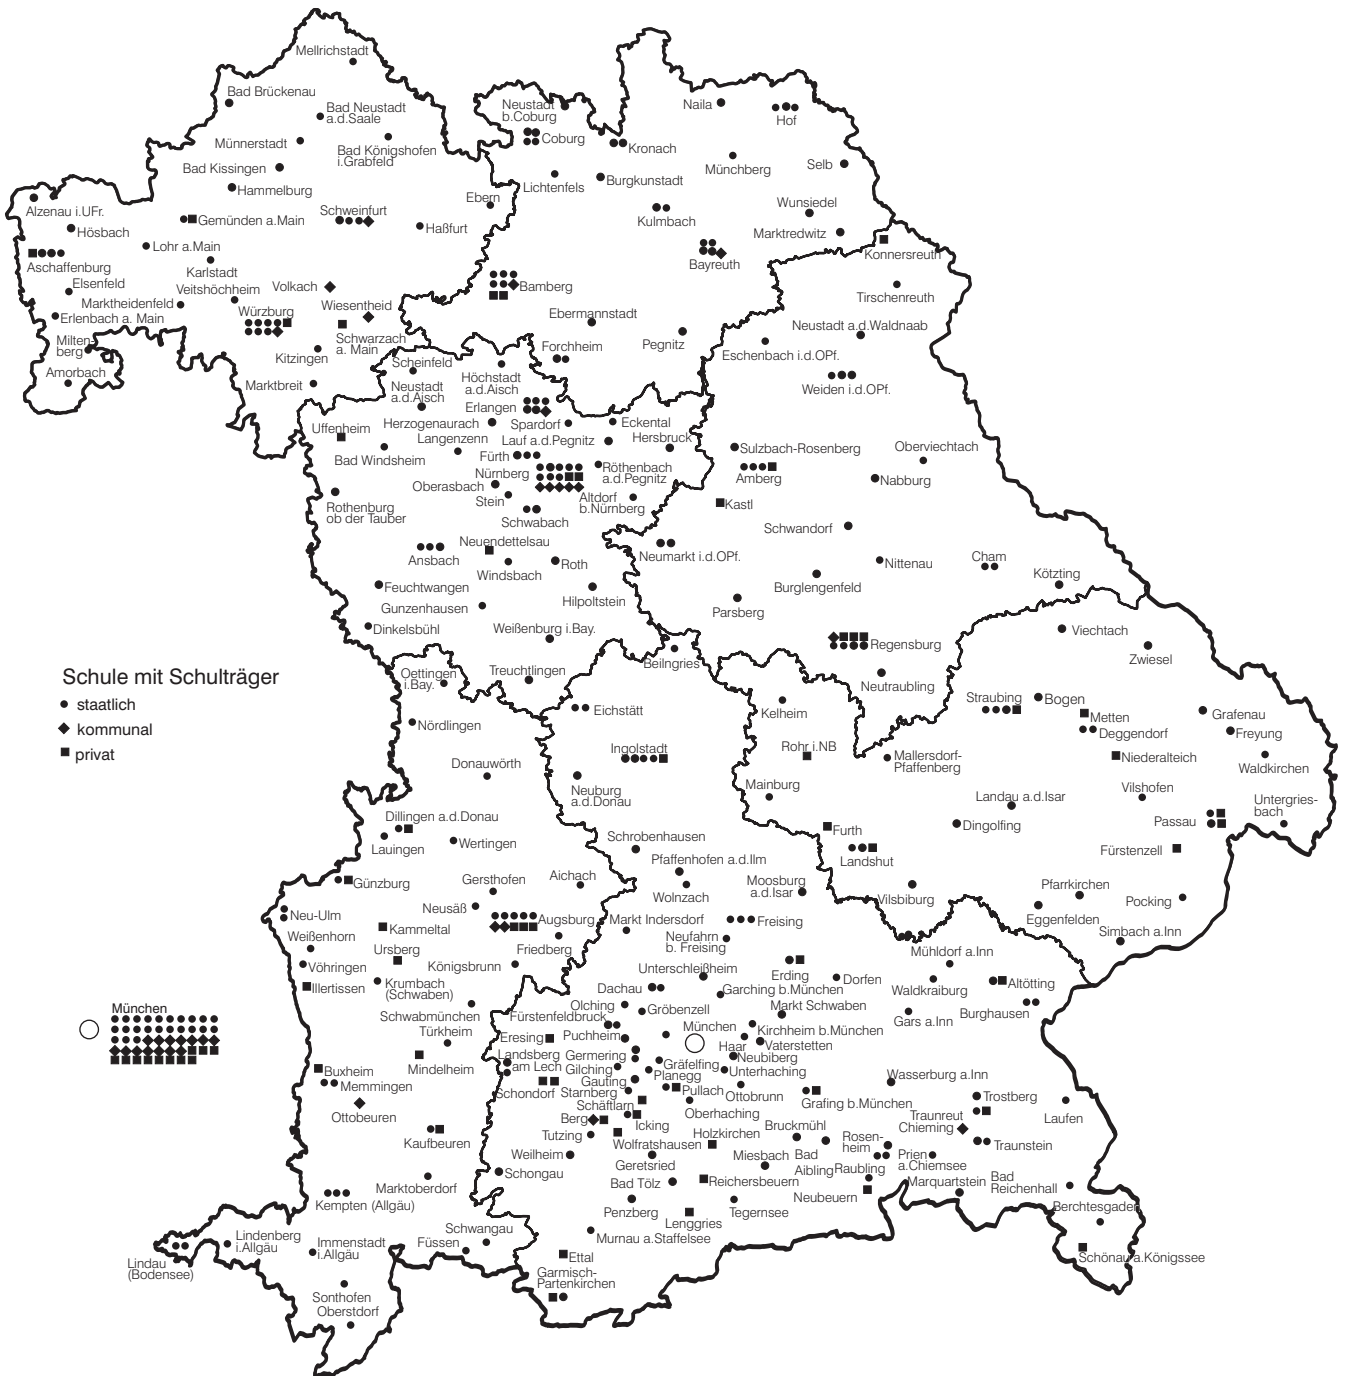 Mellrichstadt
Bad Brückenau
Bad Neustadt
a.d.Saale
Münnerstadt
Bad Königshofen
i.Grabfeld
Bad Kissingen
Hammelburg
Alzenau i.UFr.
Hösbach
Gemünden a.Main
Schweinfurt
Ebern
Haßfurt
Lohr a.Main
Aschaffenburg
Karlstadt
Elsenfeld
Veitshöchheim
Volkach
Marktheidenfeld
Erlenbach a. Main
Würzburg
Wiesentheid
Schwarzach
a. Main
Milten-
berg
Kitzingen
Amorbach
Marktbreit
Neustadt
b.Coburg
Coburg
Kronach
Naila
Hof
Münchberg
Selb
Lichtenfels
Burgkunstadt
Kulmbach
Wunsiedel
Marktredwitz
Bayreuth
Bamberg
Ebermannstadt
Forchheim
Pegnitz
Konnersreuth
Tirschenreuth
Neustadt a.d.Waldnaab
Eschenbach i.d.OPf.
Weiden i.d.OPf.
Scheinfeld
Höchstadt
a.d.Aisch
Neustadt
a.d.Aisch
Erlangen
Herzogenaurach
Spardorf
Eckental
Uffenheim
Langenzenn
Lauf a.d.Pegnitz
Hersbruck
Bad Windsheim
Fürth
Nürnberg
Röthenbach
a.d.Pegnitz
Oberasbach
Stein
Altdorf
b.Nürnberg
Rothenburg
ob der Tauber
Schwabach
Ansbach
Neuendettelsau
Windsbach
Roth
Feuchtwangen
Gunzenhausen
Hilpoltstein
Dinkelsbühl
Weißenburg i.Bay.
Treuchtlingen
Sulzbach-Rosenberg
Amberg
Oberviechtach
Nabburg
Kastl
Schwandorf
Neumarkt i.d.OPf.
Nittenau
Cham
Burglengenfeld
Kötzting
Parsberg
Regensburg
Neutraubling
Beilngries
Viechtach
Zwiesel
Schule mit Schulträger
staatlich
kommunal
privat
Oettingen
i.Bay.
Nördlingen
Donauwörth
Dillingen a.d.Donau
Lauingen
Wertingen
Günzburg
Gersthofen
Aichach
Neusäß
Augsburg
Neu-Ulm
Weißenhorn
Kammeltal
Ursberg
Friedberg
Vöhringen
Königsbrunn
Illertissen
Krumbach
(Schwaben)
Schwabmünchen
Türkheim
Mindelheim
Buxheim
Memmingen
Ottobeuren
Kaufbeuren
Marktoberdorf
Kempten (Allgäu)
Lindenberg
i.Allgäu
Immenstadt
i.Allgäu
Füssen
Schwangau
Lindau
(Bodensee)
Sonthofen
Oberstdorf
München
Eichstätt
Ingolstadt
Neuburg
a.d.Donau
Schrobenhausen
Pfaffenhofen a.d.Ilm
Wolnzach
Moosburg
a.d.Isar
Markt Indersdorf
Freising
Neufahrn
b. Freising
Unterschleißheim
Erding
Dorfen
Dachau
Garching b.München
Olching
Gröbenzell
Markt Schwaben
Fürstenfeldbruck
Puchheim
München
Kirchheim b.München
Eresing
Haar
Vaterstetten
Landsberg
am Lech
Germering
Gräfelfing
Neubiberg
Gilching
Planegg
Unterhaching
Schondorf
Gauting
Starnberg
Pullach
Ottobrunn
Schäftlarn
Oberhaching
Grafing b.München
Wasserburg a.Inn
Berg
Icking
Tutzing
Wolfratshausen
Holzkirchen
Bruckmühl
Weilheim
Geretsried
Miesbach
Bad
Aibling
Rosen-
heim
Raubling
Schongau
Bad Tölz
Reichersbeuern
Neubeuern
Penzberg
Lenggries
Tegernsee
Murnau a.Staffelsee
Ettal
Garmisch-
Partenkirchen
Mühldorf a.Inn
Waldkraiburg
Altötting
Gars a.Inn
Burghausen
Trostberg
Traunreut
Chieming
Laufen
Traunstein
Prien
a.Chiemsee
Marquartstein
Bad
Reichenhall
Berchtesgaden
Schönau a.Königssee
Kelheim
Rohr i.NB
Mainburg
Mallersdorf-
Pfaffenberg
Straubing
Bogen
Metten
Deggendorf
Niederalteich
Grafenau
Freyung
Waldkirchen
Landau a.d.Isar
Vilshofen
Dingolfing
Passau
Untergries-
bach
Furth
Landshut
Fürstenzell
Vilsbiburg
Pfarrkirchen
Eggenfelden
Pocking
Simbach a.Inn